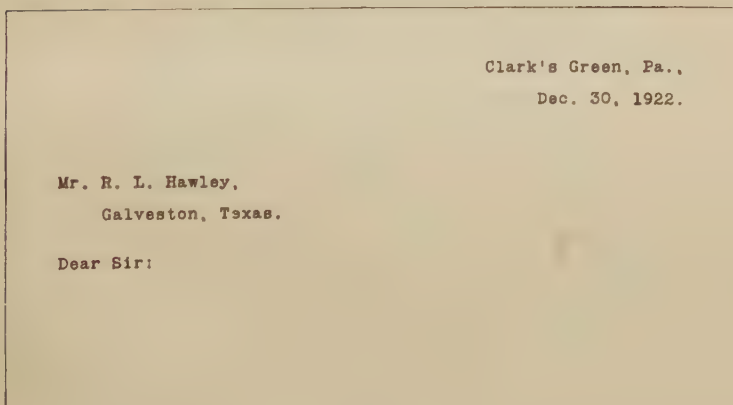 Clark's Green, Pa.,
Dec. 30, 1922.
Mr. R. L. Hawley,
Galveston, Texas.
Dear Sir: